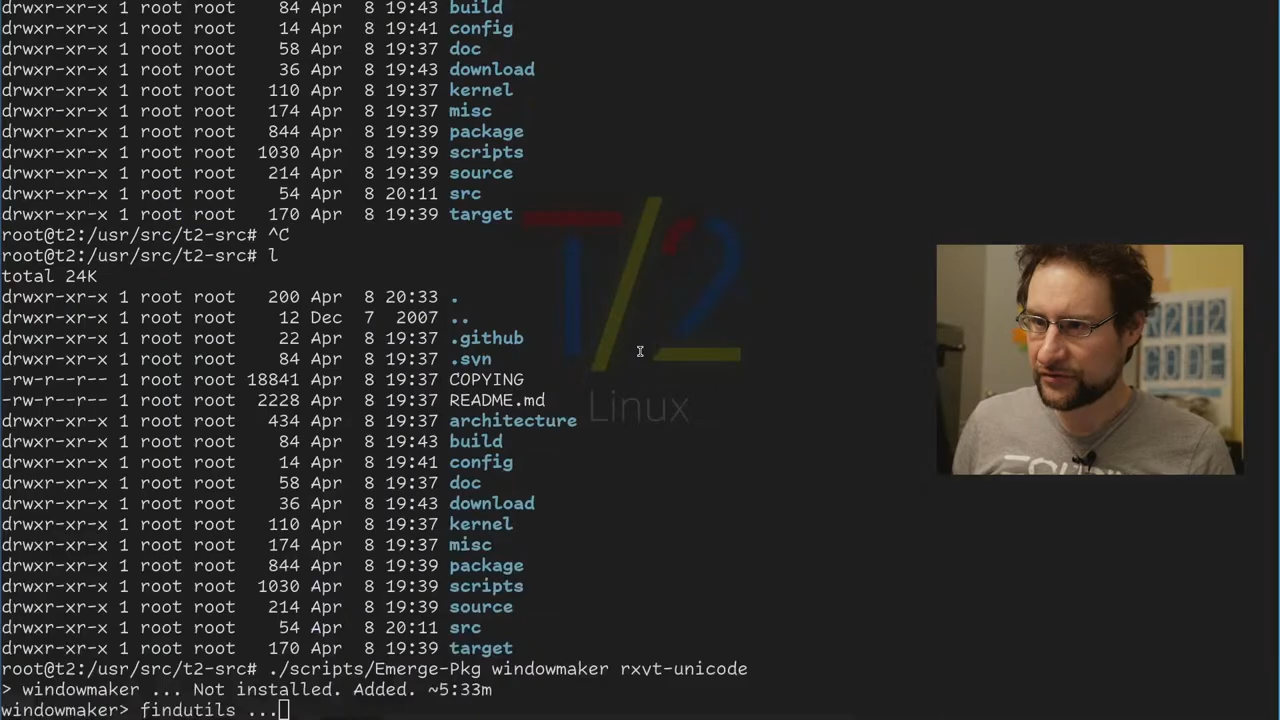 drwxr-xr-x 1 root root    84 Apr  8 19:43 build
drwxr-xr-x 1 root root    14 Apr  8 19:41 config
drwxr-xr-x 1 root root    58 Apr  8 19:37 doc
drwxr-xr-x 1 root root    36 Apr  8 19:43 download
drwxr-xr-x 1 root root   110 Apr  8 19:37 kernel
drwxr-xr-x 1 root root   174 Apr  8 19:37 misc
drwxr-xr-x 1 root root   844 Apr  8 19:39 package
drwxr-xr-x 1 root root  1030 Apr  8 19:39 scripts
drwxr-xr-x 1 root root   214 Apr  8 19:39 source
drwxr-xr-x 1 root root    54 Apr  8 20:11 src
drwxr-xr-x 1 root root   170 Apr  8 19:39 target
root@t2:/usr/src/t2-src# ^C
root@t2:/usr/src/t2-src# l
total 24K
drwxr-xr-x 1 root root   200 Apr  8 20:33 .
drwxr-xr-x 1 root root    12 Dec  7  2007 ..
drwxr-xr-x 1 root root    22 Apr  8 19:37 .github
drwxr-xr-x 1 root root    84 Apr  8 19:37 .svn
-rw-r--r-- 1 root root 18841 Apr  8 19:37 COPYING
-rw-r--r-- 1 root root  2228 Apr  8 19:37 README.md
drwxr-xr-x 1 root root   434 Apr  8 19:37 architecture
drwxr-xr-x 1 root root    84 Apr  8 19:43 build
drwxr-xr-x 1 root root    14 Apr  8 19:41 config
drwxr-xr-x 1 root root    58 Apr  8 19:37 doc
drwxr-xr-x 1 root root    36 Apr  8 19:43 download
drwxr-xr-x 1 root root   110 Apr  8 19:37 kernel
drwxr-xr-x 1 root root   174 Apr  8 19:37 misc
drwxr-xr-x 1 root root   844 Apr  8 19:39 package
drwxr-xr-x 1 root root  1030 Apr  8 19:39 scripts
drwxr-xr-x 1 root root   214 Apr  8 19:39 source
drwxr-xr-x 1 root root    54 Apr  8 20:11 src
drwxr-xr-x 1 root root   170 Apr  8 19:39 target
root@t2:/usr/src/t2-src# ./scripts/Emerge-Pkg windowmaker rxvt-unicode
> windowmaker ... Not installed. Added. ~5:33m
windowmaker> findutils ...
T/2
Linux